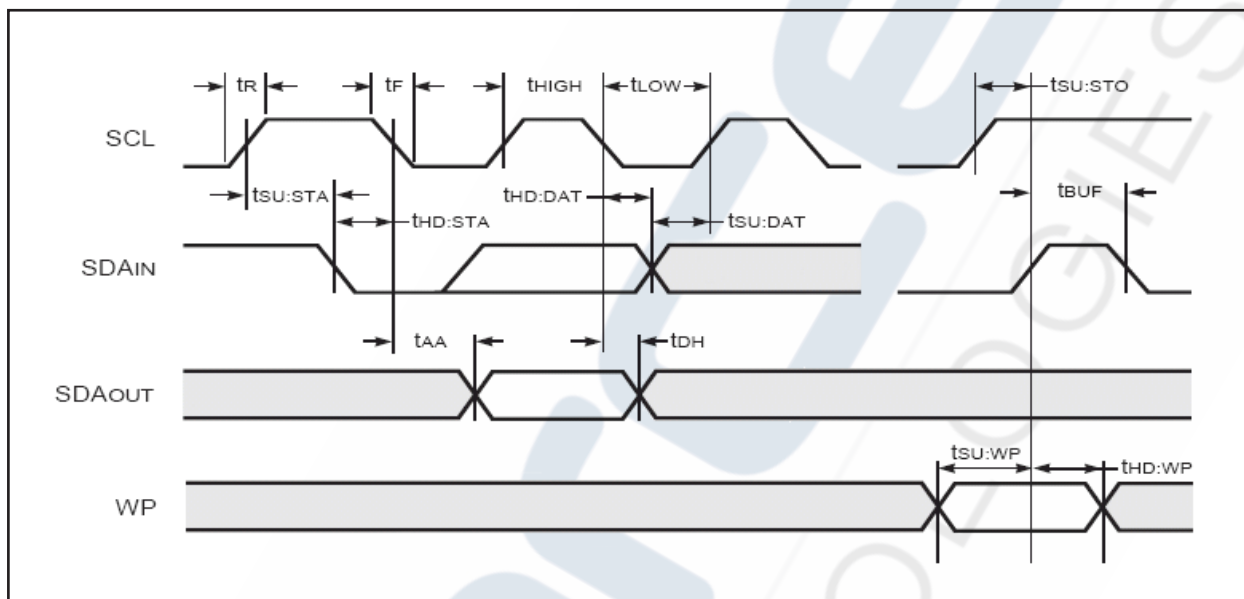 tR
tF
tHIGH
tLOW
tSU:STO
SCL
tSU:STA
tHD:STA
tHD:DAT
tSU:DAT
tBUF
SDAIN
tAA
tDH
SDAOUT
tSU:WP
tHD:WP
WP